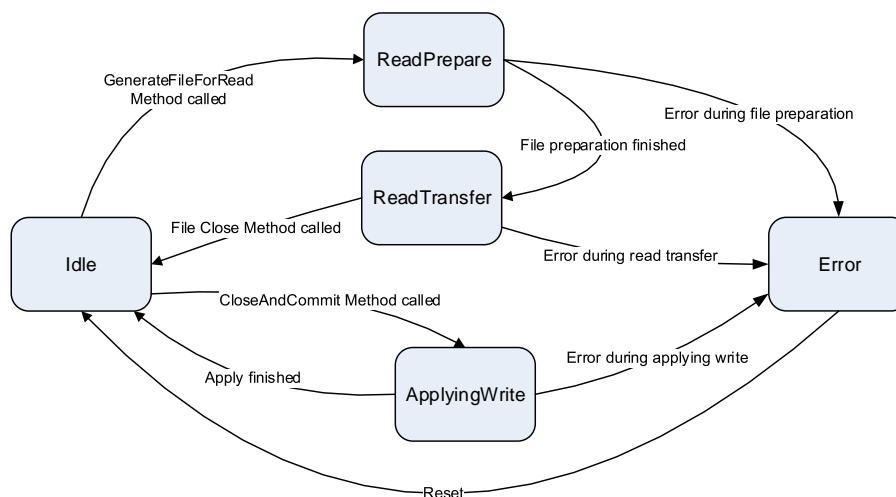 ReadPrepare
GenerateFileForRead
Method called
Error during file preparation
File preparation finished
ReadTransfer
File Close Method called
Idle
Error during read transfer
Error
CloseAndCommit Method called
Error during applying write
Apply finished
ApplyingWrite
Reset